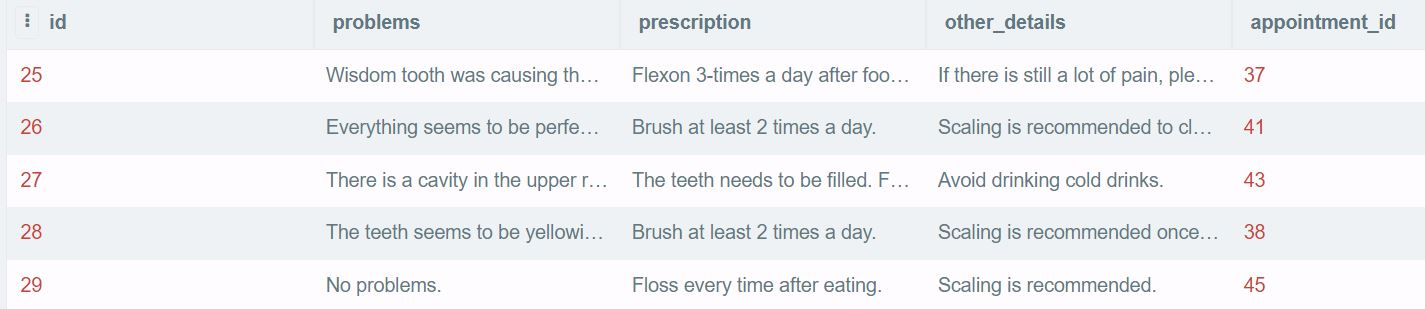 id problems prescription other_details appointment_id
25 Wisdom tooth was causing th… Flexon 3-times a day after foo… If there is still a lot of pain, ple… 37
26 Everything seems to be perfe… Brush at least 2 times a day. Scaling is recommended to cl… 41
27 There is a cavity in the upper r… The teeth needs to be filled. F… Avoid drinking cold drinks. 43
28 The teeth seems to be yellowi… Brush at least 2 times a day. Scaling is recommended once… 38
29 No problems. Floss every time after eating. Scaling is recommended. 45